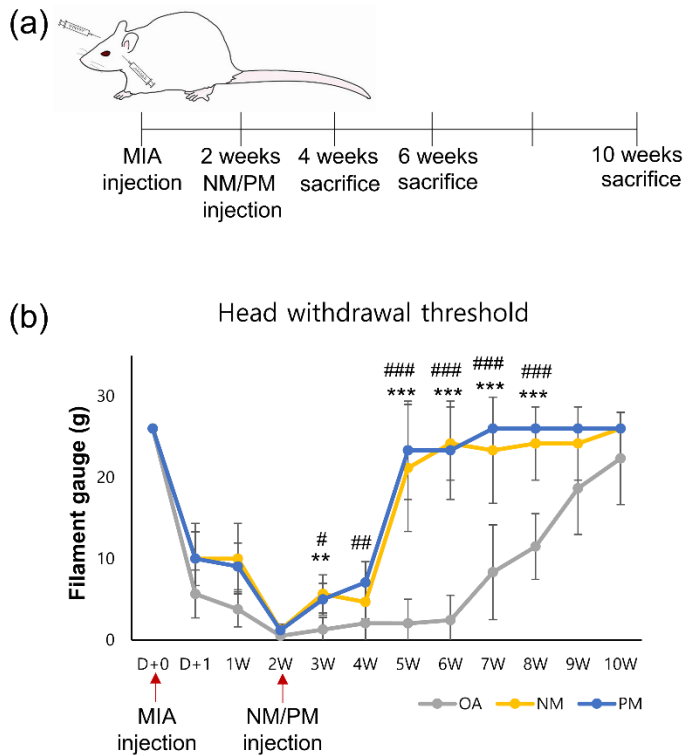 (a)
MIA
injection
2 weeks
NM/PM
injection
4 weeks
sacrifice
6 weeks
sacrifice
10 weeks
sacrifice
(b)
Head withdrawal threshold
Filament gauge (g)
30
20
10
0
#
**
##
###
***
###
***
###
***
###
***
D+0 D+1 1W 2W 3W 4W 5W 6W 7W 8W 9W 10W
MIA
injection
NM/PM
injection
OA NM PM